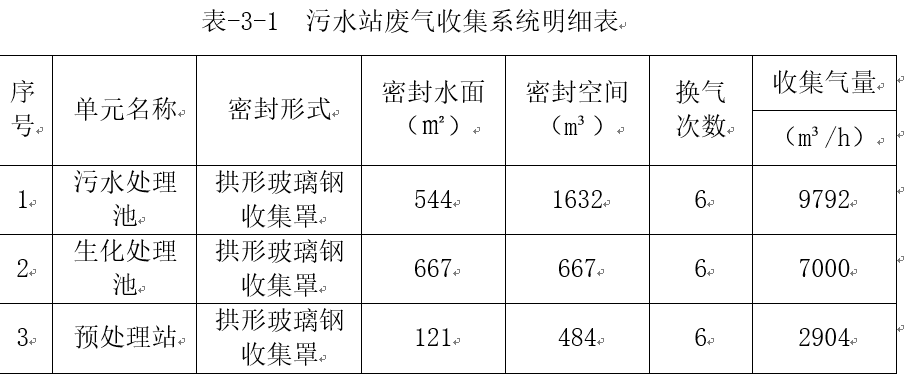 表-3-1 污水站废气收集系统明细表
序号 单元名称 密封形式 密封水面（㎡） 密封空间（m³） 换气次数 收集气量（m³/h）
1 污水处理池 拱形玻璃钢收集罩 544 1632 6 9792
2 生化处理池 拱形玻璃钢收集罩 667 667 6 7000
3 预处理站 拱形玻璃钢收集罩 121 484 6 2904